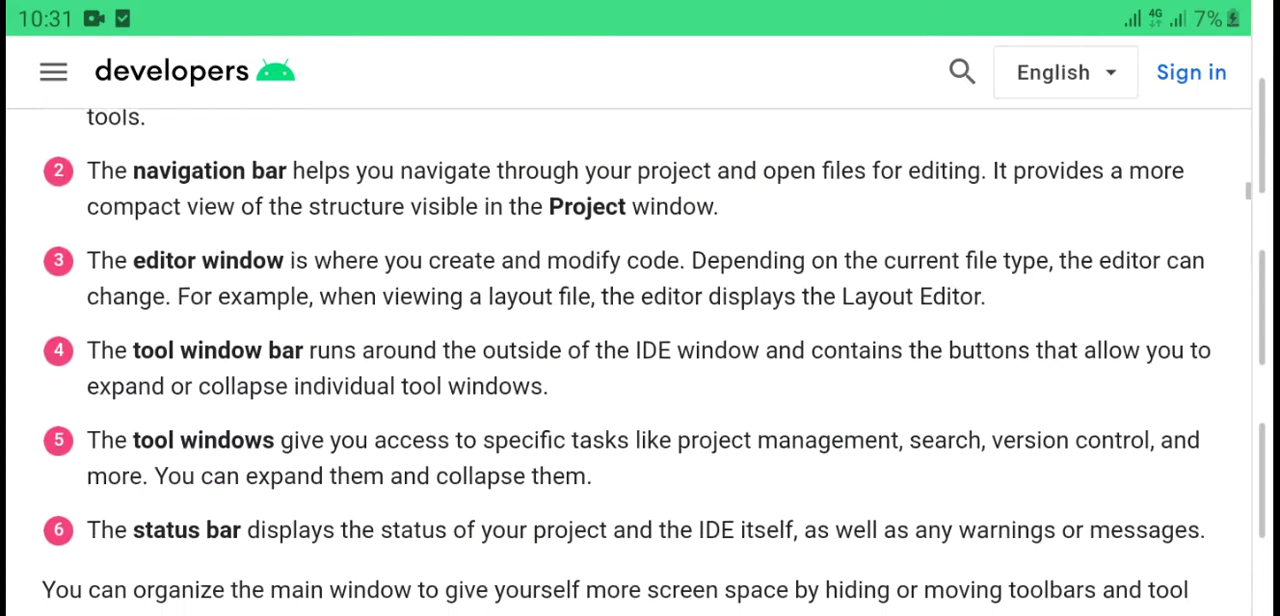 10:31 4G 7%
developers English Sign in
tools.
2 The navigation bar helps you navigate through your project and open files for editing. It provides a more
compact view of the structure visible in the Project window.
3 The editor window is where you create and modify code. Depending on the current file type, the editor can
change. For example, when viewing a layout file, the editor displays the Layout Editor.
4 The tool window bar runs around the outside of the IDE window and contains the buttons that allow you to
expand or collapse individual tool windows.
5 The tool windows give you access to specific tasks like project management, search, version control, and
more. You can expand them and collapse them.
6 The status bar displays the status of your project and the IDE itself, as well as any warnings or messages.
You can organize the main window to give yourself more screen space by hiding or moving toolbars and tool